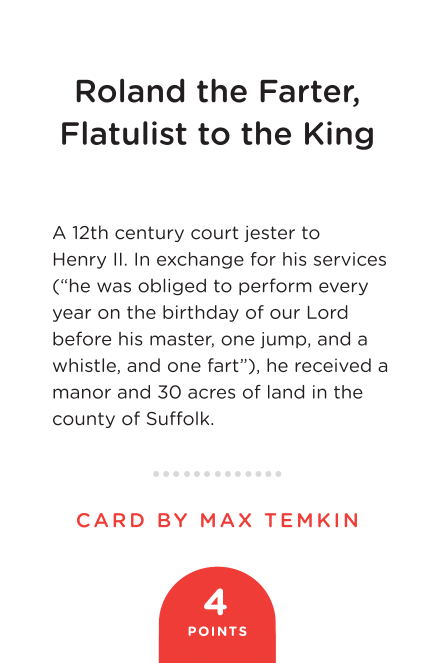 Roland the Farter,
Flatulist to the King
A 12th century court jester to
Henry II. In exchange for his services
(“he was obliged to perform every
year on the birthday of our Lord
before his master, one jump, and a
whistle, and one fart”), he received a
manor and 30 acres of land in the
county of Suffolk.
CARD BY MAX TEMKIN
4
POINTS